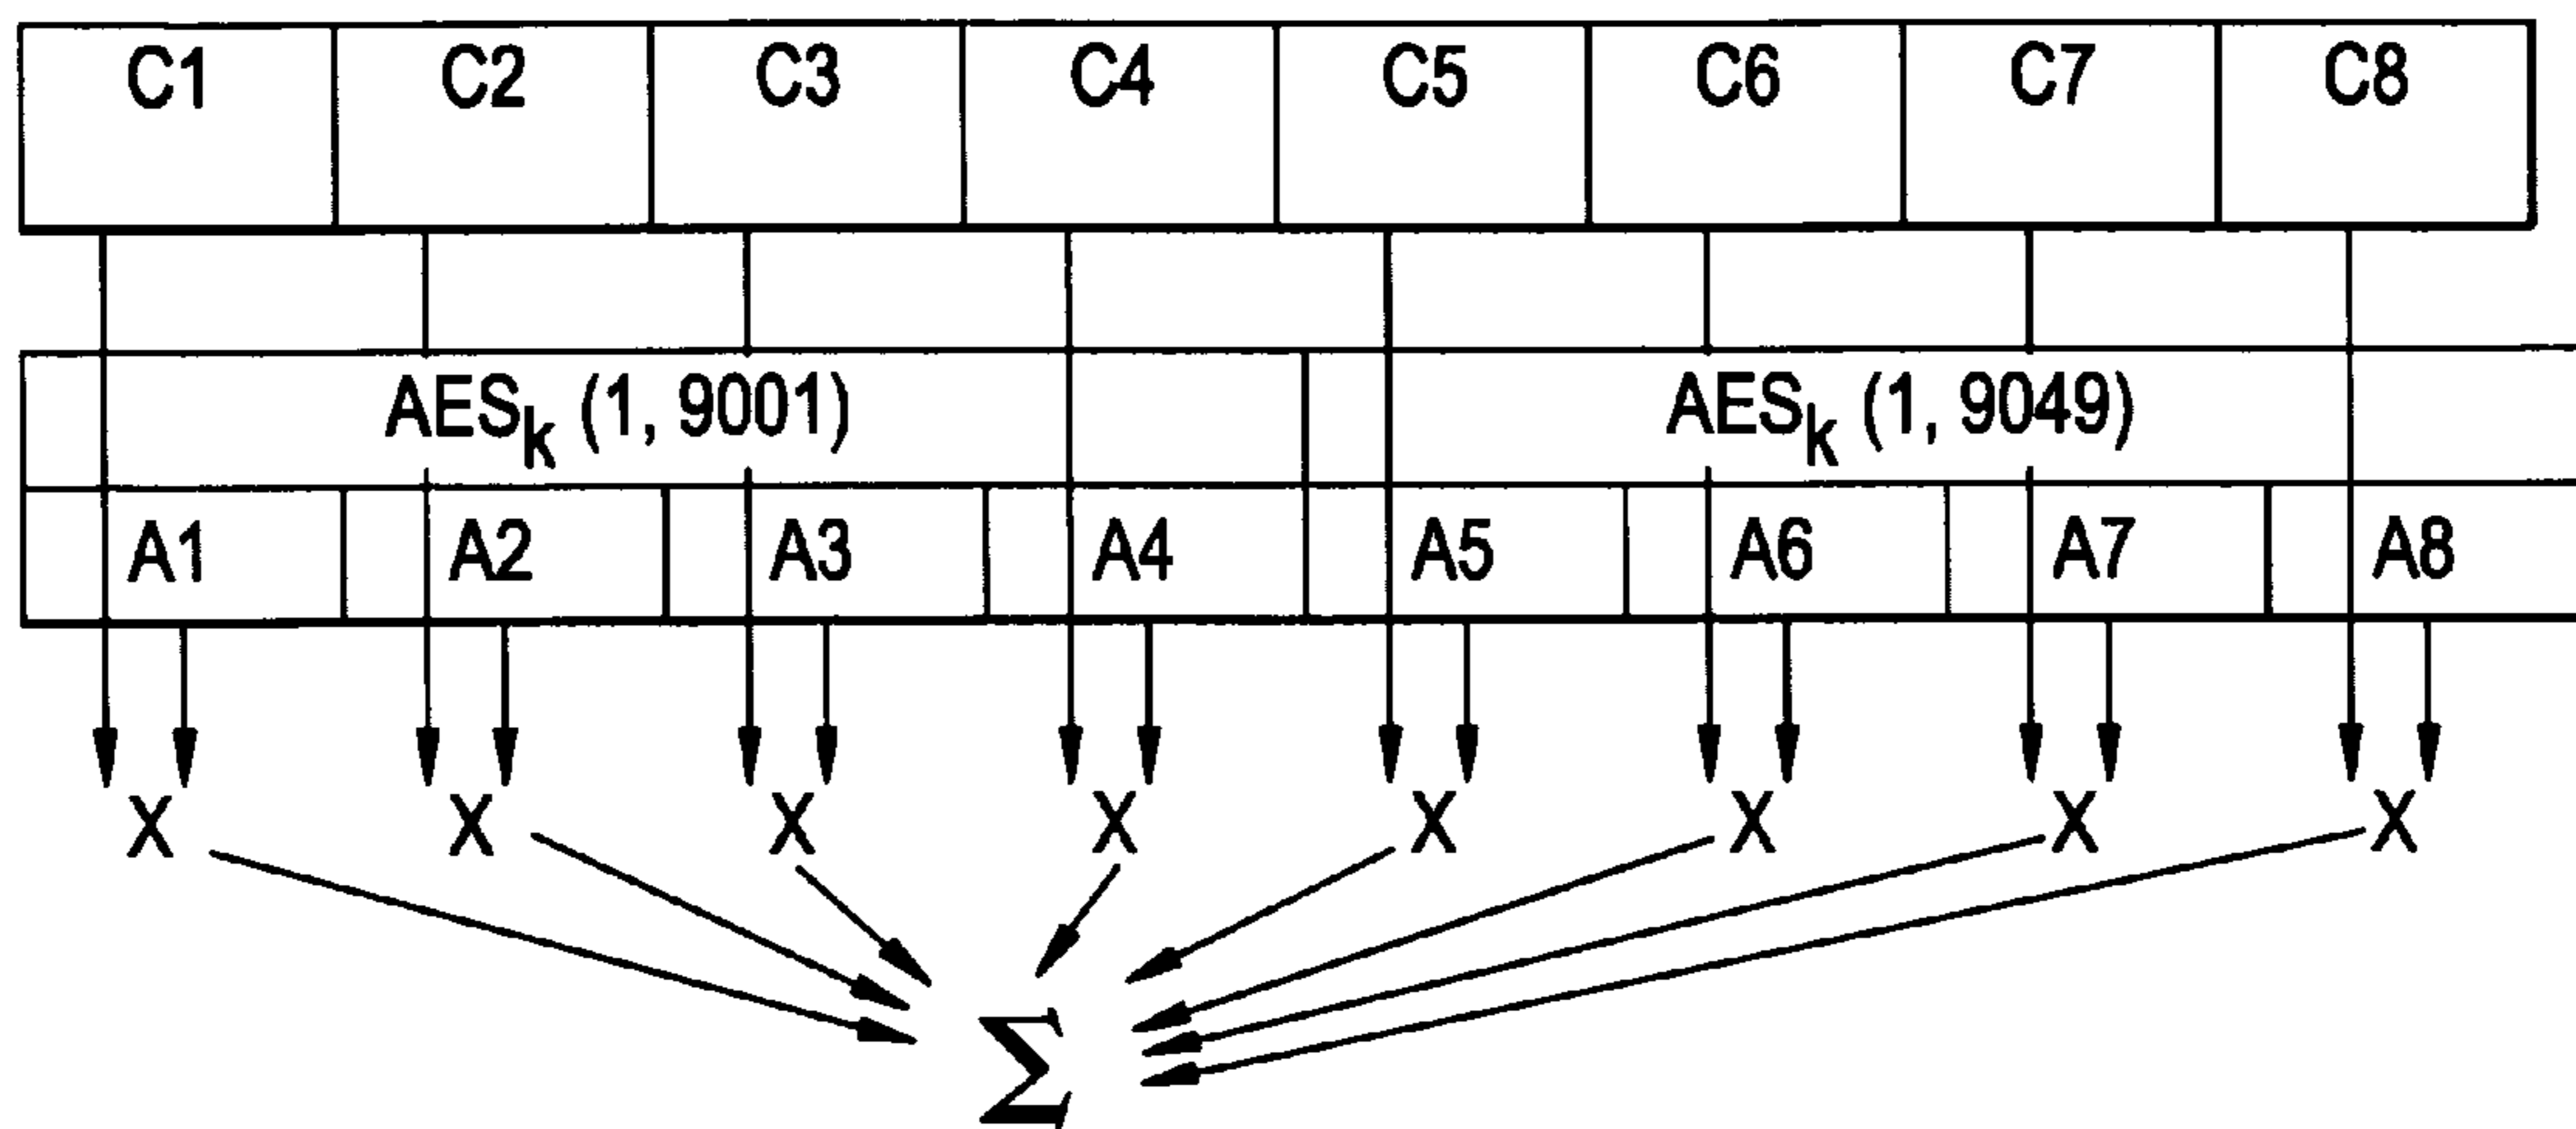 C1 C2 C3 C4 C5 C6 C7 C8
AESk (1, 9001) AESk (1, 9049)
A1 A2 A3 A4 A5 A6 A7 A8
X X X X X X X X
Σ